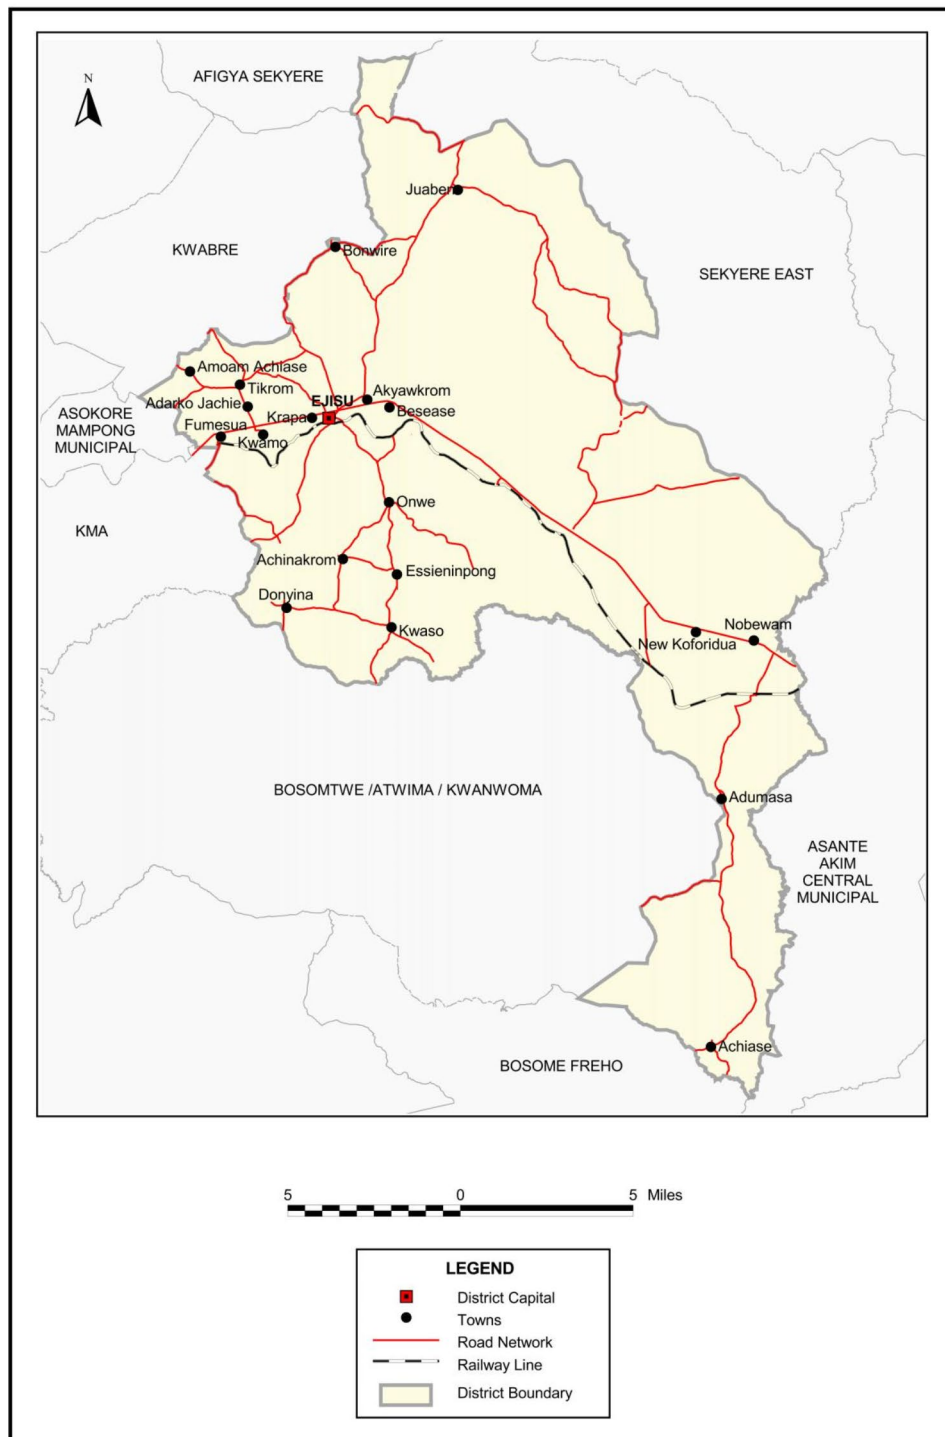 AFIGYA SEKYERE
N
Juaben
KWABRE
Bonwire
SEKYERE EAST
Amoam Achiase
Tikrom
EJISU
Akyawkrom
Adarko Jachie
Krapa
Besease
ASOKORE
MAMPONG
MUNICIPAL
Fumesua
Kwamo
Onwe
KMA
Achinakrom
Essieninpong
Donyina
Kwaso
Nobewam
New Koforidua
BOSOMTWE /ATWIMA / KWANWOMA
Adumasa
ASANTE
AKIM
CENTRAL
MUNICIPAL
Achiase
BOSOME FREHO
5 0 5 Miles
LEGEND
District Capital
Towns
Road Network
Railway Line
District Boundary